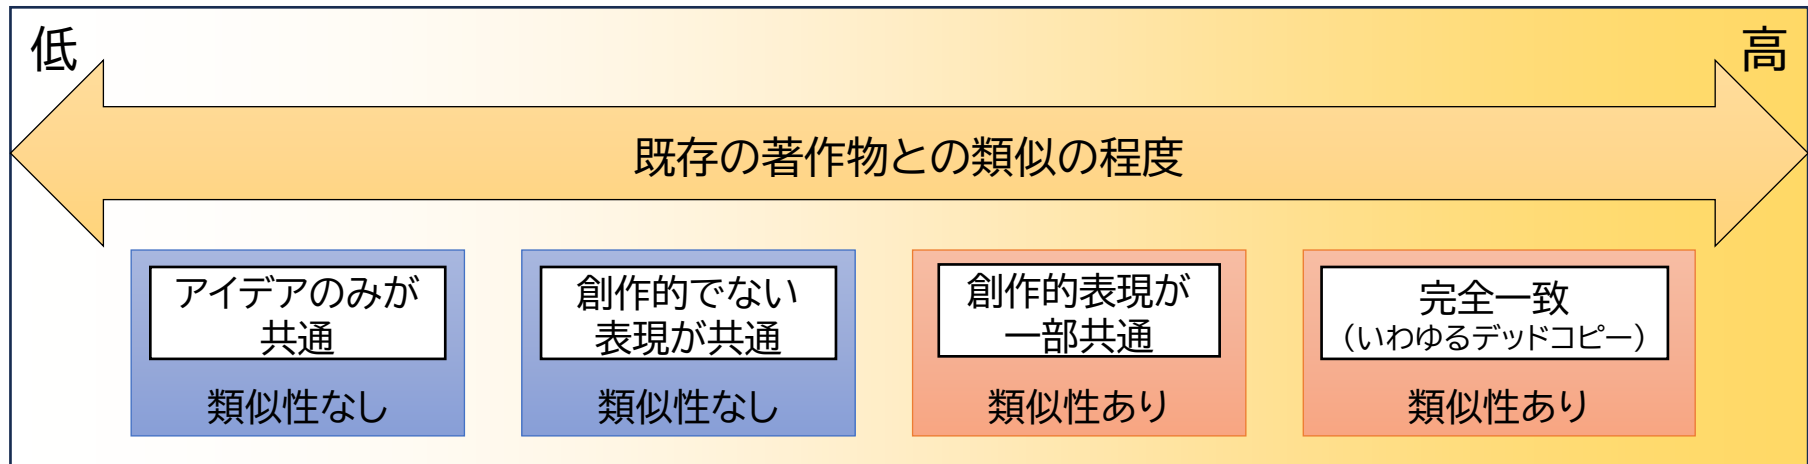 低
高
既存の著作物との類似の程度
アイデアのみが
共通
類似性なし
創作的でない
表現が共通
類似性なし
創作的表現が
一部共通
類似性あり
完全一致
（いわゆるデッドコピー）
類似性あり